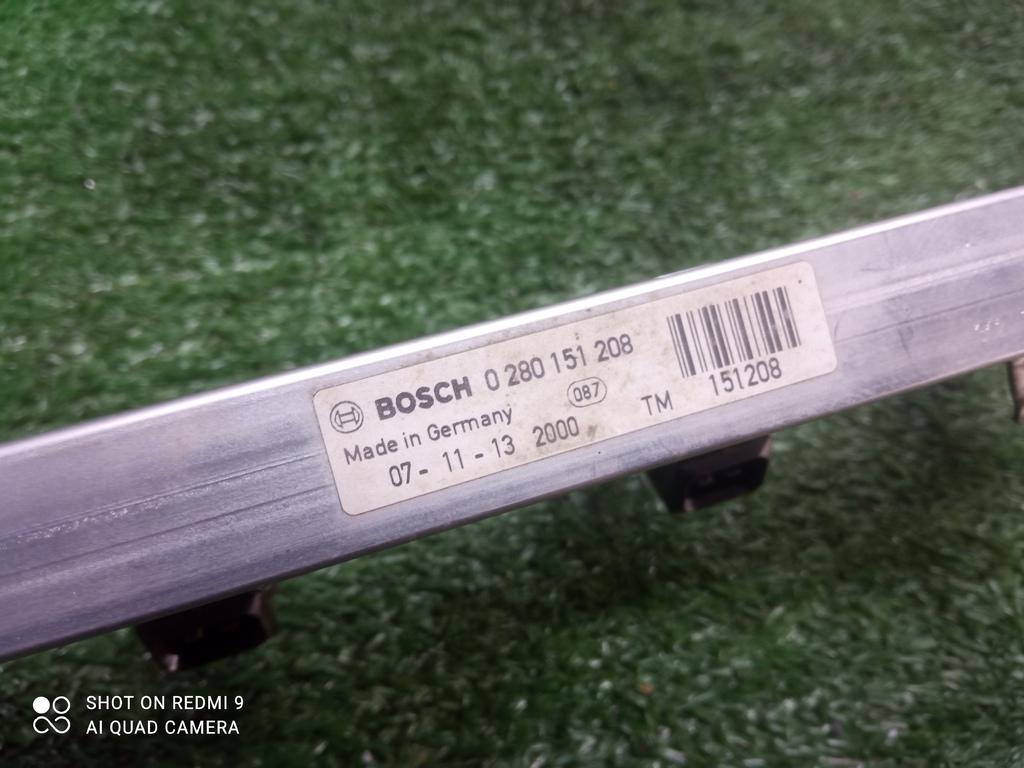 BOSCH 0 280 151 208
Made in Germany 087
07- 11 - 13 2000 TM 151208
SHOT ON REDMI 9
AI QUAD CAMERA